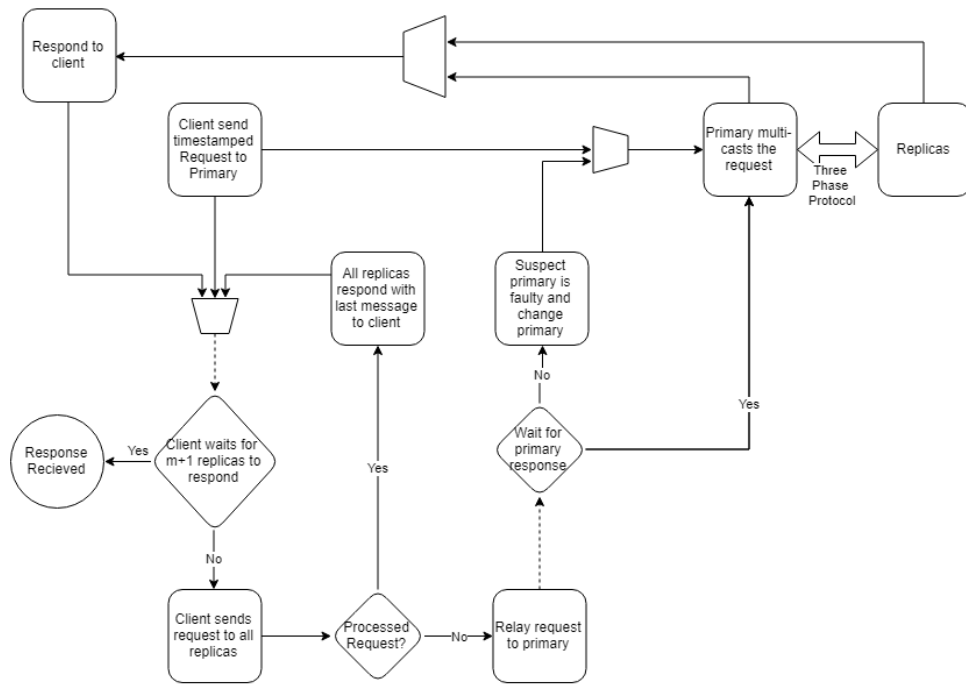 Respond to
client
Client send
timestamped
Request to
Primary
Primary multi-
casts the
request
Three
Phase
Protocol
Replicas
All replicas
respond with
last message
to client
Suspect
primary is
faulty and
change
primary
No
Yes
Wait for
primary
response
Response
Recieved
Yes
Client waits for
m+1 replicas to
respond
Yes
No
Client sends
request to all
replicas
Processed
Request?
No
Relay request
to primary